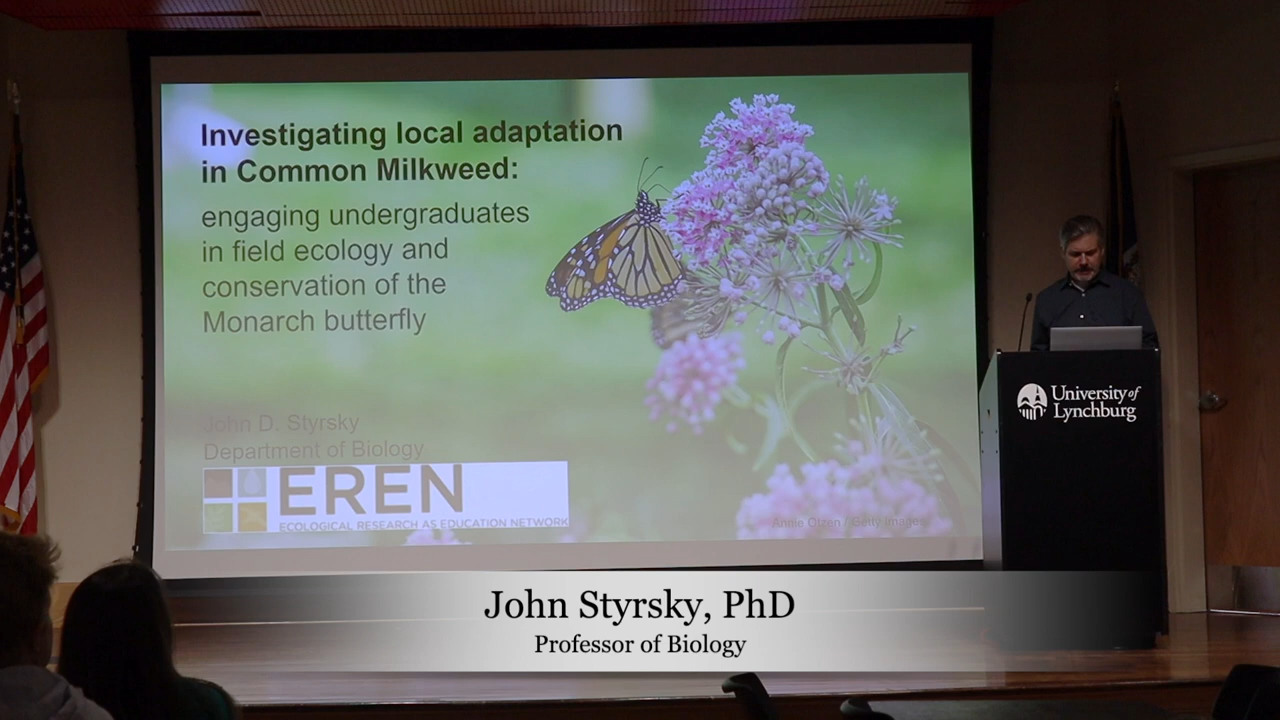 Investigating local adaptation
in Common Milkweed:
engaging undergraduates
in field ecology and
conservation of the
Monarch butterfly
John D. Styrsky
Department of Biology
EREN
ECOLOGICAL RESEARCH AS EDUCATION NETWORK
Annie Otzen / Getty Images
University of
Lynchburg
John Styrsky, PhD
Professor of Biology